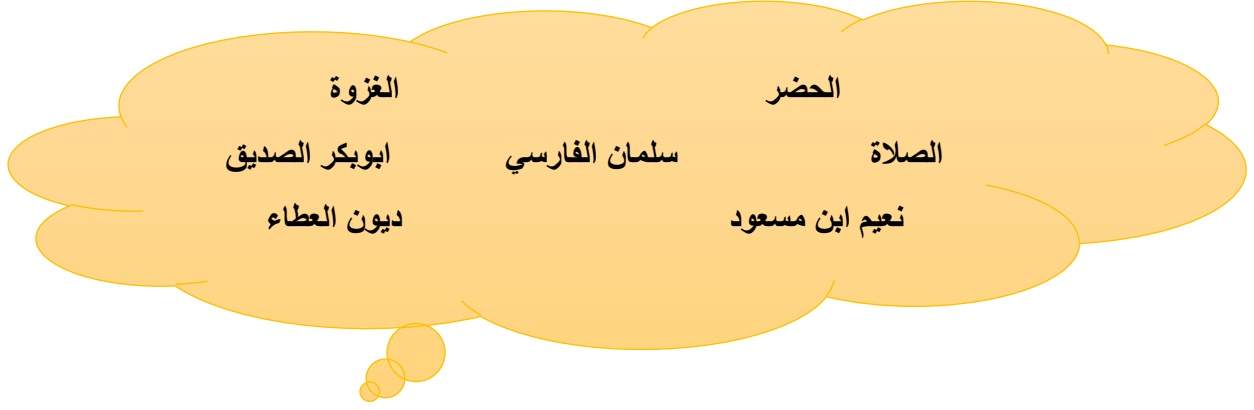 الحضر الغزوة
الصلاة سلمان الفارسي ابوبكر الصديق
نعيم ابن مسعود ديون العطاء